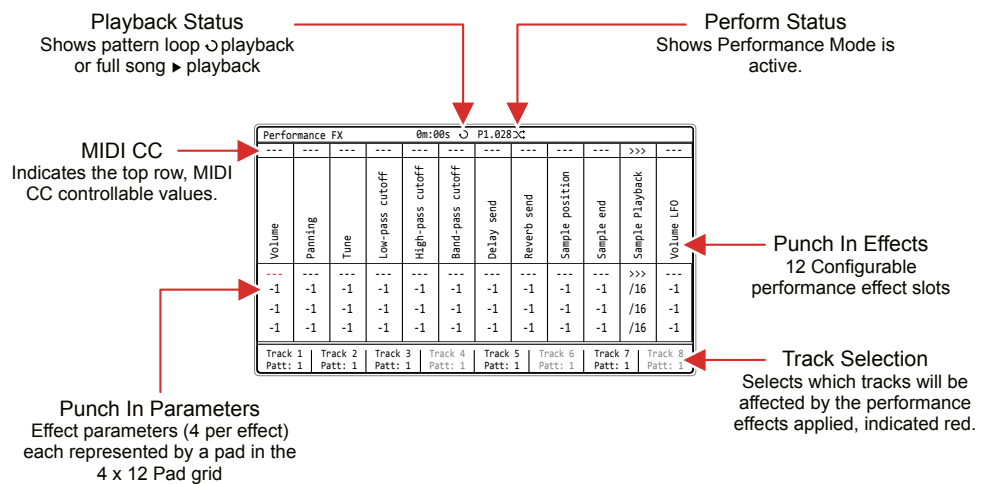 Playback Status
Shows pattern loop playback
or full song playback
Perform Status
Shows Performance Mode is
active.
MIDI CC
Indicates the top row, MIDI
CC controllable values.
Performance FX 0m:00s P1.028
--- --- --- --- --- --- --- --- --- --- >>> ---
Volume
Panning
Tune
Low-pass cutoff
High-pass cutoff
Band-pass cutoff
Delay send
Reverb send
Sample position
Sample end
Sample Playback
Volume LFO
--- --- --- --- --- --- --- --- --- --- >>> ---
-1 -1 -1 -1 -1 -1 -1 -1 -1 -1 /16 -1
-1 -1 -1 -1 -1 -1 -1 -1 -1 -1 /16 -1
-1 -1 -1 -1 -1 -1 -1 -1 -1 -1 /16 -1
Track 1 Track 2 Track 3 Track 4 Track 5 Track 6 Track 7 Track 8
Patt: 1 Patt: 1 Patt: 1 Patt: 1 Patt: 1 Patt: 1 Patt: 1 Patt: 1
Punch In Effects
12 Configurable
performance effect slots
Track Selection
Selects which tracks will be
affected by the performance
effects applied, indicated red.
Punch In Parameters
Effect parameters (4 per effect)
each represented by a pad in the
4 x 12 Pad grid